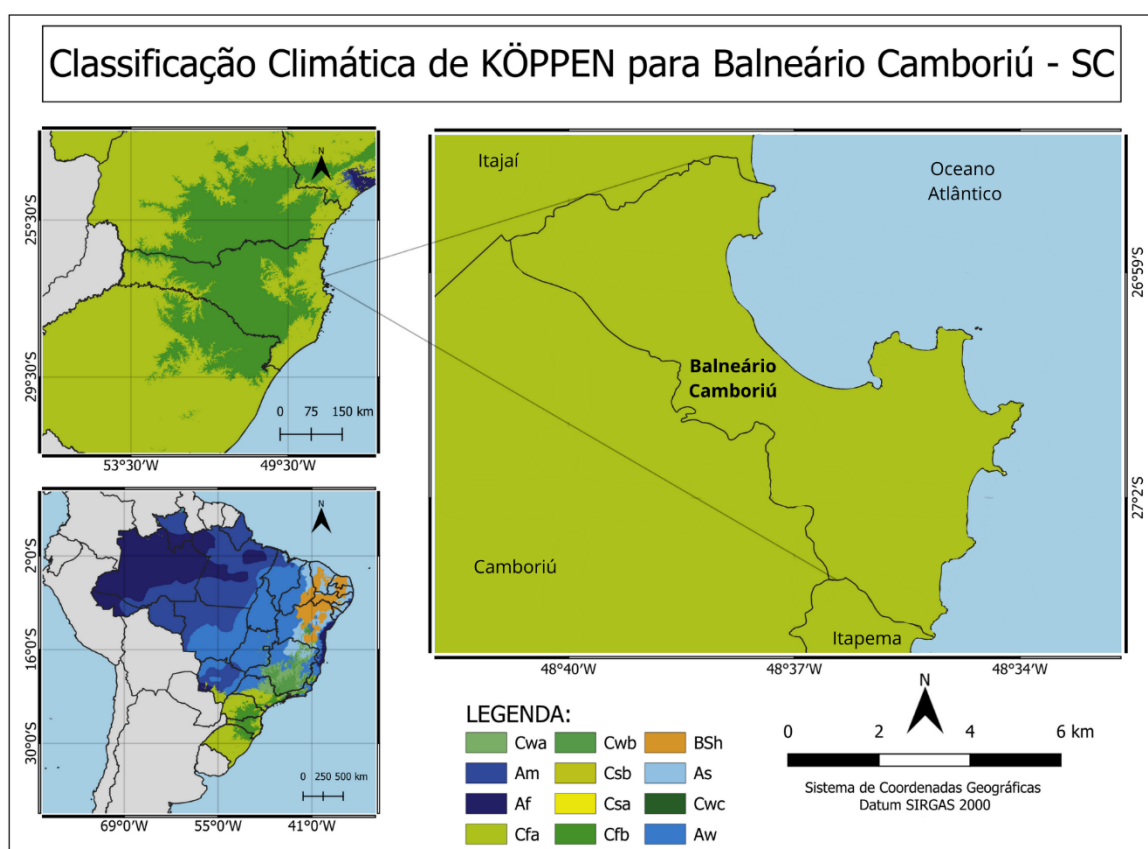 Classificação Climática de KÖPPEN para Balneário Camboriú - SC
N
25°30'S
29°30'S
0 75 150 km
53°30'W 49°30'W
N
2°0'S
16°0'S
30°0'S
0 250 500 km
69°0'W 55°0'W 41°0'W
Itajaí
Oceano
Atlântico
26°59'S
Balneário
Camboriú
27°2'S
Camboriú
Itapema
48°40'W 48°37'W 48°34'W
LEGENDA:
Cwa Cwb BSh
Am Csb As
Af Csa Cwc
Cfa Cfb Aw
N
0 2 4 6 km
Sistema de Coordenadas Geográficas
Datum SIRGAS 2000